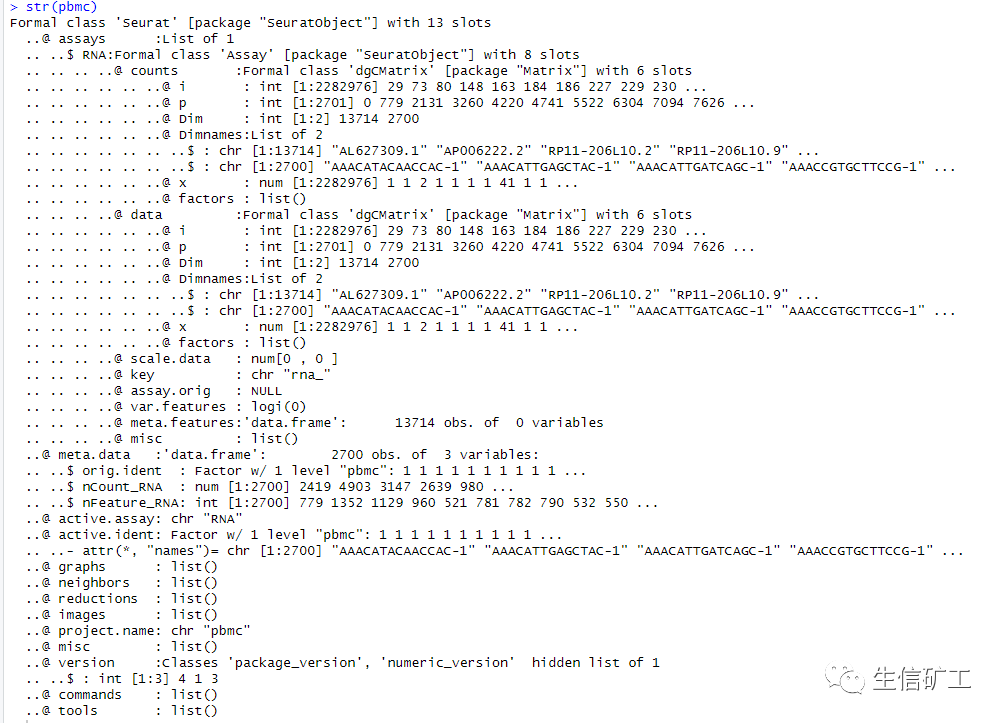 > str(pbmc)
Formal class 'Seurat' [package "SeuratObject"] with 13 slots
..@ assays :List of 1
.. ..$ RNA:Formal class 'Assay' [package "SeuratObject"] with 8 slots
.. .. .. ..@ counts :Formal class 'dgCMatrix' [package "Matrix"] with 6 slots
.. .. .. .. .. ..@ i : int [1:2282976] 29 73 80 148 163 184 186 227 229 230 ...
.. .. .. .. .. ..@ p : int [1:2701] 0 779 2131 3260 4220 4741 5522 6304 7094 7626 ...
.. .. .. .. .. ..@ Dim : int [1:2] 13714 2700
.. .. .. .. .. ..@ Dimnames:List of 2
.. .. .. .. .. .. ..$ : chr [1:13714] "AL627309.1" "AP006222.2" "RP11-206L10.2" "RP11-206L10.9" ...
.. .. .. .. .. .. ..$ : chr [1:2700] "AAACATACAACCAC-1" "AAACATTGAGCTAC-1" "AAACATTGATCAGC-1" "AAACCGTGCTTCCG-1" ...
.. .. .. .. .. ..@ x : num [1:2282976] 1 1 2 1 1 1 1 41 1 1 ...
.. .. .. .. .. ..@ factors : list()
.. .. .. ..@ data :Formal class 'dgCMatrix' [package "Matrix"] with 6 slots
.. .. .. .. .. ..@ i : int [1:2282976] 29 73 80 148 163 184 186 227 229 230 ...
.. .. .. .. .. ..@ p : int [1:2701] 0 779 2131 3260 4220 4741 5522 6304 7094 7626 ...
.. .. .. .. .. ..@ Dim : int [1:2] 13714 2700
.. .. .. .. .. ..@ Dimnames:List of 2
.. .. .. .. .. .. ..$ : chr [1:13714] "AL627309.1" "AP006222.2" "RP11-206L10.2" "RP11-206L10.9" ...
.. .. .. .. .. .. ..$ : chr [1:2700] "AAACATACAACCAC-1" "AAACATTGAGCTAC-1" "AAACATTGATCAGC-1" "AAACCGTGCTTCCG-1" ...
.. .. .. .. .. ..@ x : num [1:2282976] 1 1 2 1 1 1 1 41 1 1 ...
.. .. .. .. .. ..@ factors : list()
.. .. .. ..@ scale.data : num[0 , 0 ]
.. .. .. ..@ key : chr "rna_"
.. .. .. ..@ assay.orig : NULL
.. .. .. ..@ var.features : logi(0)
.. .. .. ..@ meta.features:'data.frame': 13714 obs. of 0 variables
.. .. .. ..@ misc : list()
..@ meta.data :'data.frame': 2700 obs. of 3 variables:
.. ..$ orig.ident : Factor w/ 1 level "pbmc": 1 1 1 1 1 1 1 1 1 1 ...
.. ..$ nCount_RNA : num [1:2700] 2419 4903 3147 2639 980 ...
.. ..$ nFeature_RNA: int [1:2700] 779 1352 1129 960 521 781 782 790 532 550 ...
..@ active.assay: chr "RNA"
..@ active.ident: Factor w/ 1 level "pbmc": 1 1 1 1 1 1 1 1 1 1 ...
.. ..- attr(*, "names")= chr [1:2700] "AAACATACAACCAC-1" "AAACATTGAGCTAC-1" "AAACATTGATCAGC-1" "AAACCGTGCTTCCG-1" ...
..@ graphs : list()
..@ neighbors : list()
..@ reductions : list()
..@ images : list()
..@ project.name: chr "pbmc"
..@ misc : list()
..@ version :Classes 'package_version', 'numeric_version' hidden list of 1
.. ..$ : int [1:3] 4 1 3
..@ commands : list()
..@ tools : list()
生信矿工